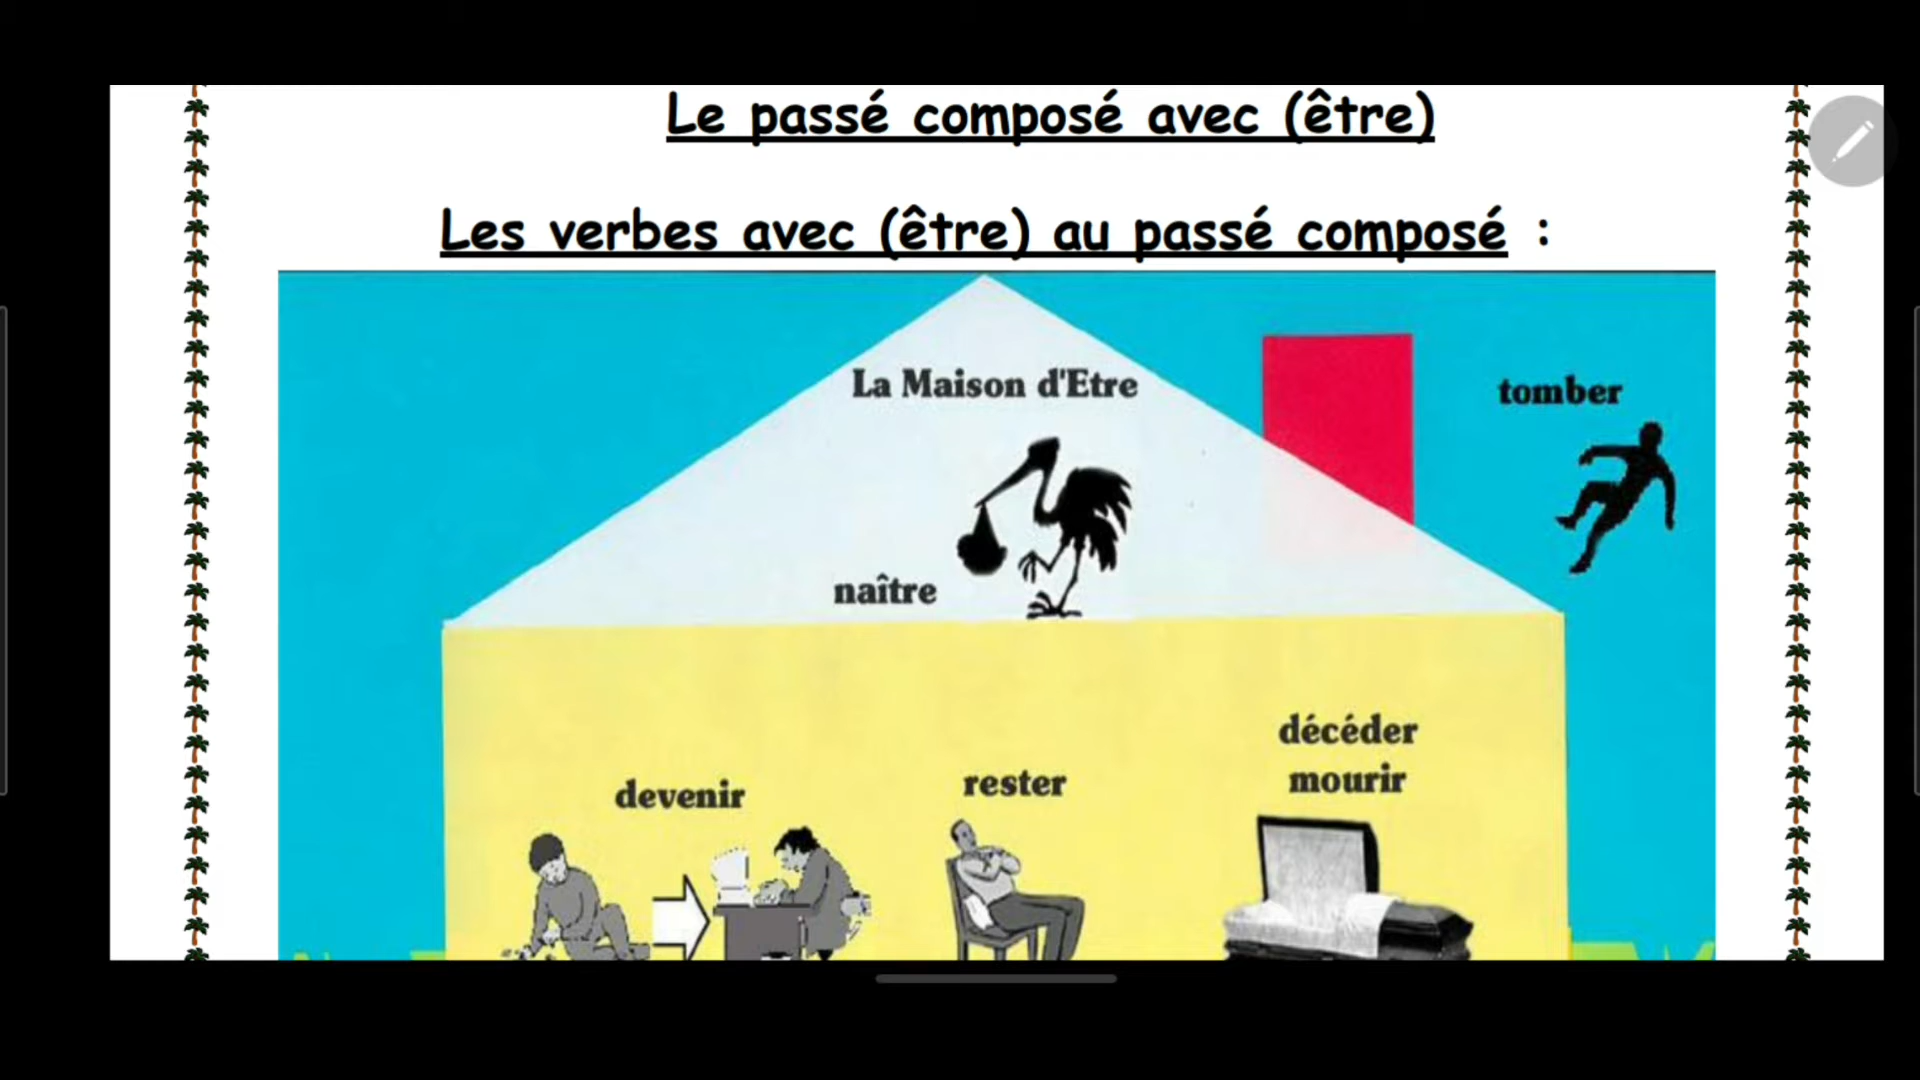 Le passé composé avec (être)
Les verbes avec (être) au passé composé :
La Maison d'Etre
tomber
naître
décéder
mourir
devenir
rester